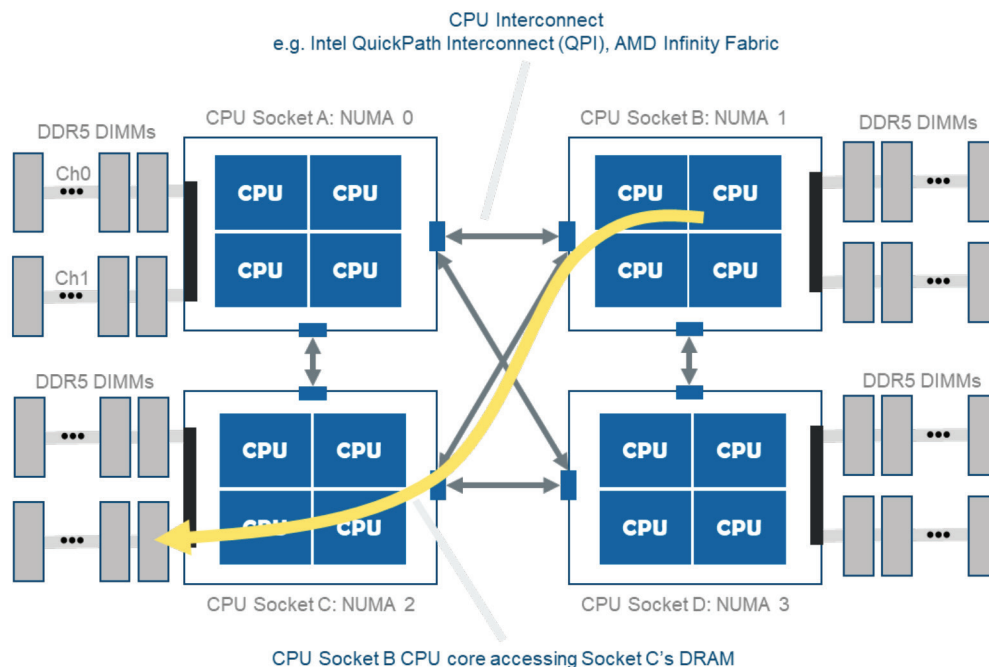 CPU Interconnect
e.g. Intel QuickPath Interconnect (QPI), AMD Infinity Fabric
CPU Socket A: NUMA 0
CPU Socket B: NUMA 1
DDR5 DIMMs
DDR5 DIMMs
Ch0
•••
•••
CPU CPU
CPU CPU
CPU CPU
CPU CPU
Ch1
•••
•••
DDR5 DIMMs
DDR5 DIMMs
•••
•••
CPU CPU
CPU CPU
CPU CPU
CPU CPU
•••
•••
CPU Socket C: NUMA 2
CPU Socket D: NUMA 3
CPU Socket B CPU core accessing Socket C's DRAM